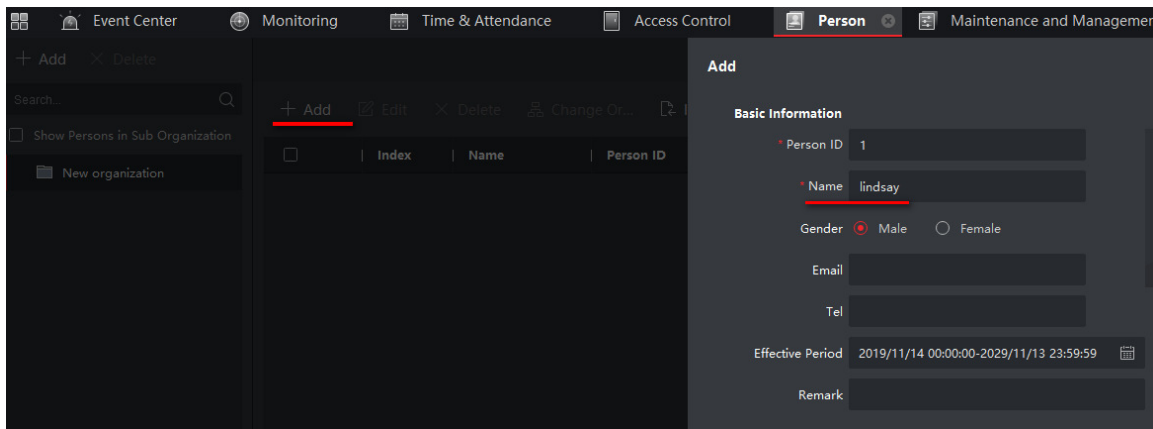 Event Center Monitoring Time & Attendance Access Control Person Maintenance and Managemer
+ Add × Delete
Search...
Show Persons in Sub Organization
New organization
+ Add Edit × Delete Change Or...
Index Name Person ID
Add
Basic Information
* Person ID 1
* Name lindsay
Gender Male Female
Email
Tel
Effective Period 2019/11/14 00:00:00-2029/11/13 23:59:59
Remark